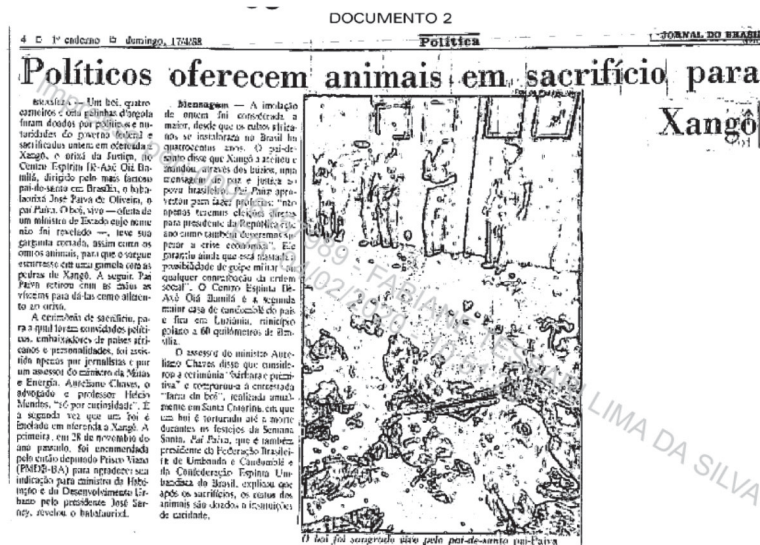 DOCUMENTO 2
4 □ 1º caderno □ domingo, 17/4/88
Política
JORNAL DO BRASIL
Políticos oferecem animais em sacrifício para
Xangô
BRASÍLIA — Um boi, quatro
carneiros e oito galinhas d'angola
foram doados por políticos e au-
toridades do governo federal e
sacrificados ontem em oferenda a
Xangô, o orixá da Justiça, no
Centro Espírita Ilê-Axé Oiá Ba-
milá, dirigido pelo mais famoso
pai-de-santo em Brasília, o baba-
laorixá José Paiva de Oliveira, o
pai Paiva. O boi, vivo — oferta de
um ministro de Estado cujo nome
não foi revelado —, teve sua
garganta cortada, assim como os
outros animais, para que o sangue
escorresse em uma gamela com as
pedras de Xangô. A seguir, Pai
Paiva retirou com as mãos as
vísceras para dá-las como alimen-
to ao orixá.
A cerimônia de sacrifício, pa-
ra a qual foram convidados políti-
cos, embaixadores de países afri-
canos e personalidades, foi assis-
tida apenas por jornalistas e por
um assessor do ministro da Minas
e Energia, Aureliano Chaves, o
advogado e professor Hélcio
Mendes, "só por curiosidade". É
a segunda vez que um boi é
imolado em oferenda a Xangô. A
primeira, em 28 de novembro do
ano passado, foi encomendada
pelo então deputado Prisco Viana
(PMDB-BA) para agradecer sua
indicação para ministro da Habi-
tação e do Desenvolvimento Ur-
bano pelo presidente José Sar-
ney, revelou o babalaorixá.
Mensagem — A imolação
de ontem foi considerada a
maior, desde que os cultos africa-
nos se instalaram no Brasil há
quatrocentos anos. O pai-de-
santo disse que Xangô a aceitou e
mandou, através dos búzios, uma
mensagem de paz e justiça ao
povo brasileiro. Pai Paiva apro-
veitou para fazer profecias: "não
apenas teremos eleições diretas
para presidente da República este
ano como também deveremos su-
perar a crise econômica". Ele
garantiu ainda que está afastada a
possibilidade de golpe militar "ou
qualquer conturbação da ordem
social". O Centro Espírita Ilê-
Axé Oiá Bamilá é a segunda
maior casa de candomblé do país
e fica em Luziânia, município
goiano a 60 quilômetros de Bra-
sília.
O assessor do ministro Aure-
liano Chaves disse que conside-
rou a cerimônia "bárbara e primi-
tiva" e comparou-a à chamada
"farra do boi", realizada anual-
mente em Santa Catarina, em que
um boi é torturado até a morte
durante os festejos da Semana
Santa. Pai Paiva, que é também
presidente da Federação Brasilei-
ra de Umbanda e Candomblé e
da Confederação Espírita Um-
bandista do Brasil, explicou que
após os sacrifícios, os restos dos
animais são doados a instituições
de caridade.
O boi foi sangrado vivo pelo pai-de-santo pai-Paiva
LIMA DA SILVA